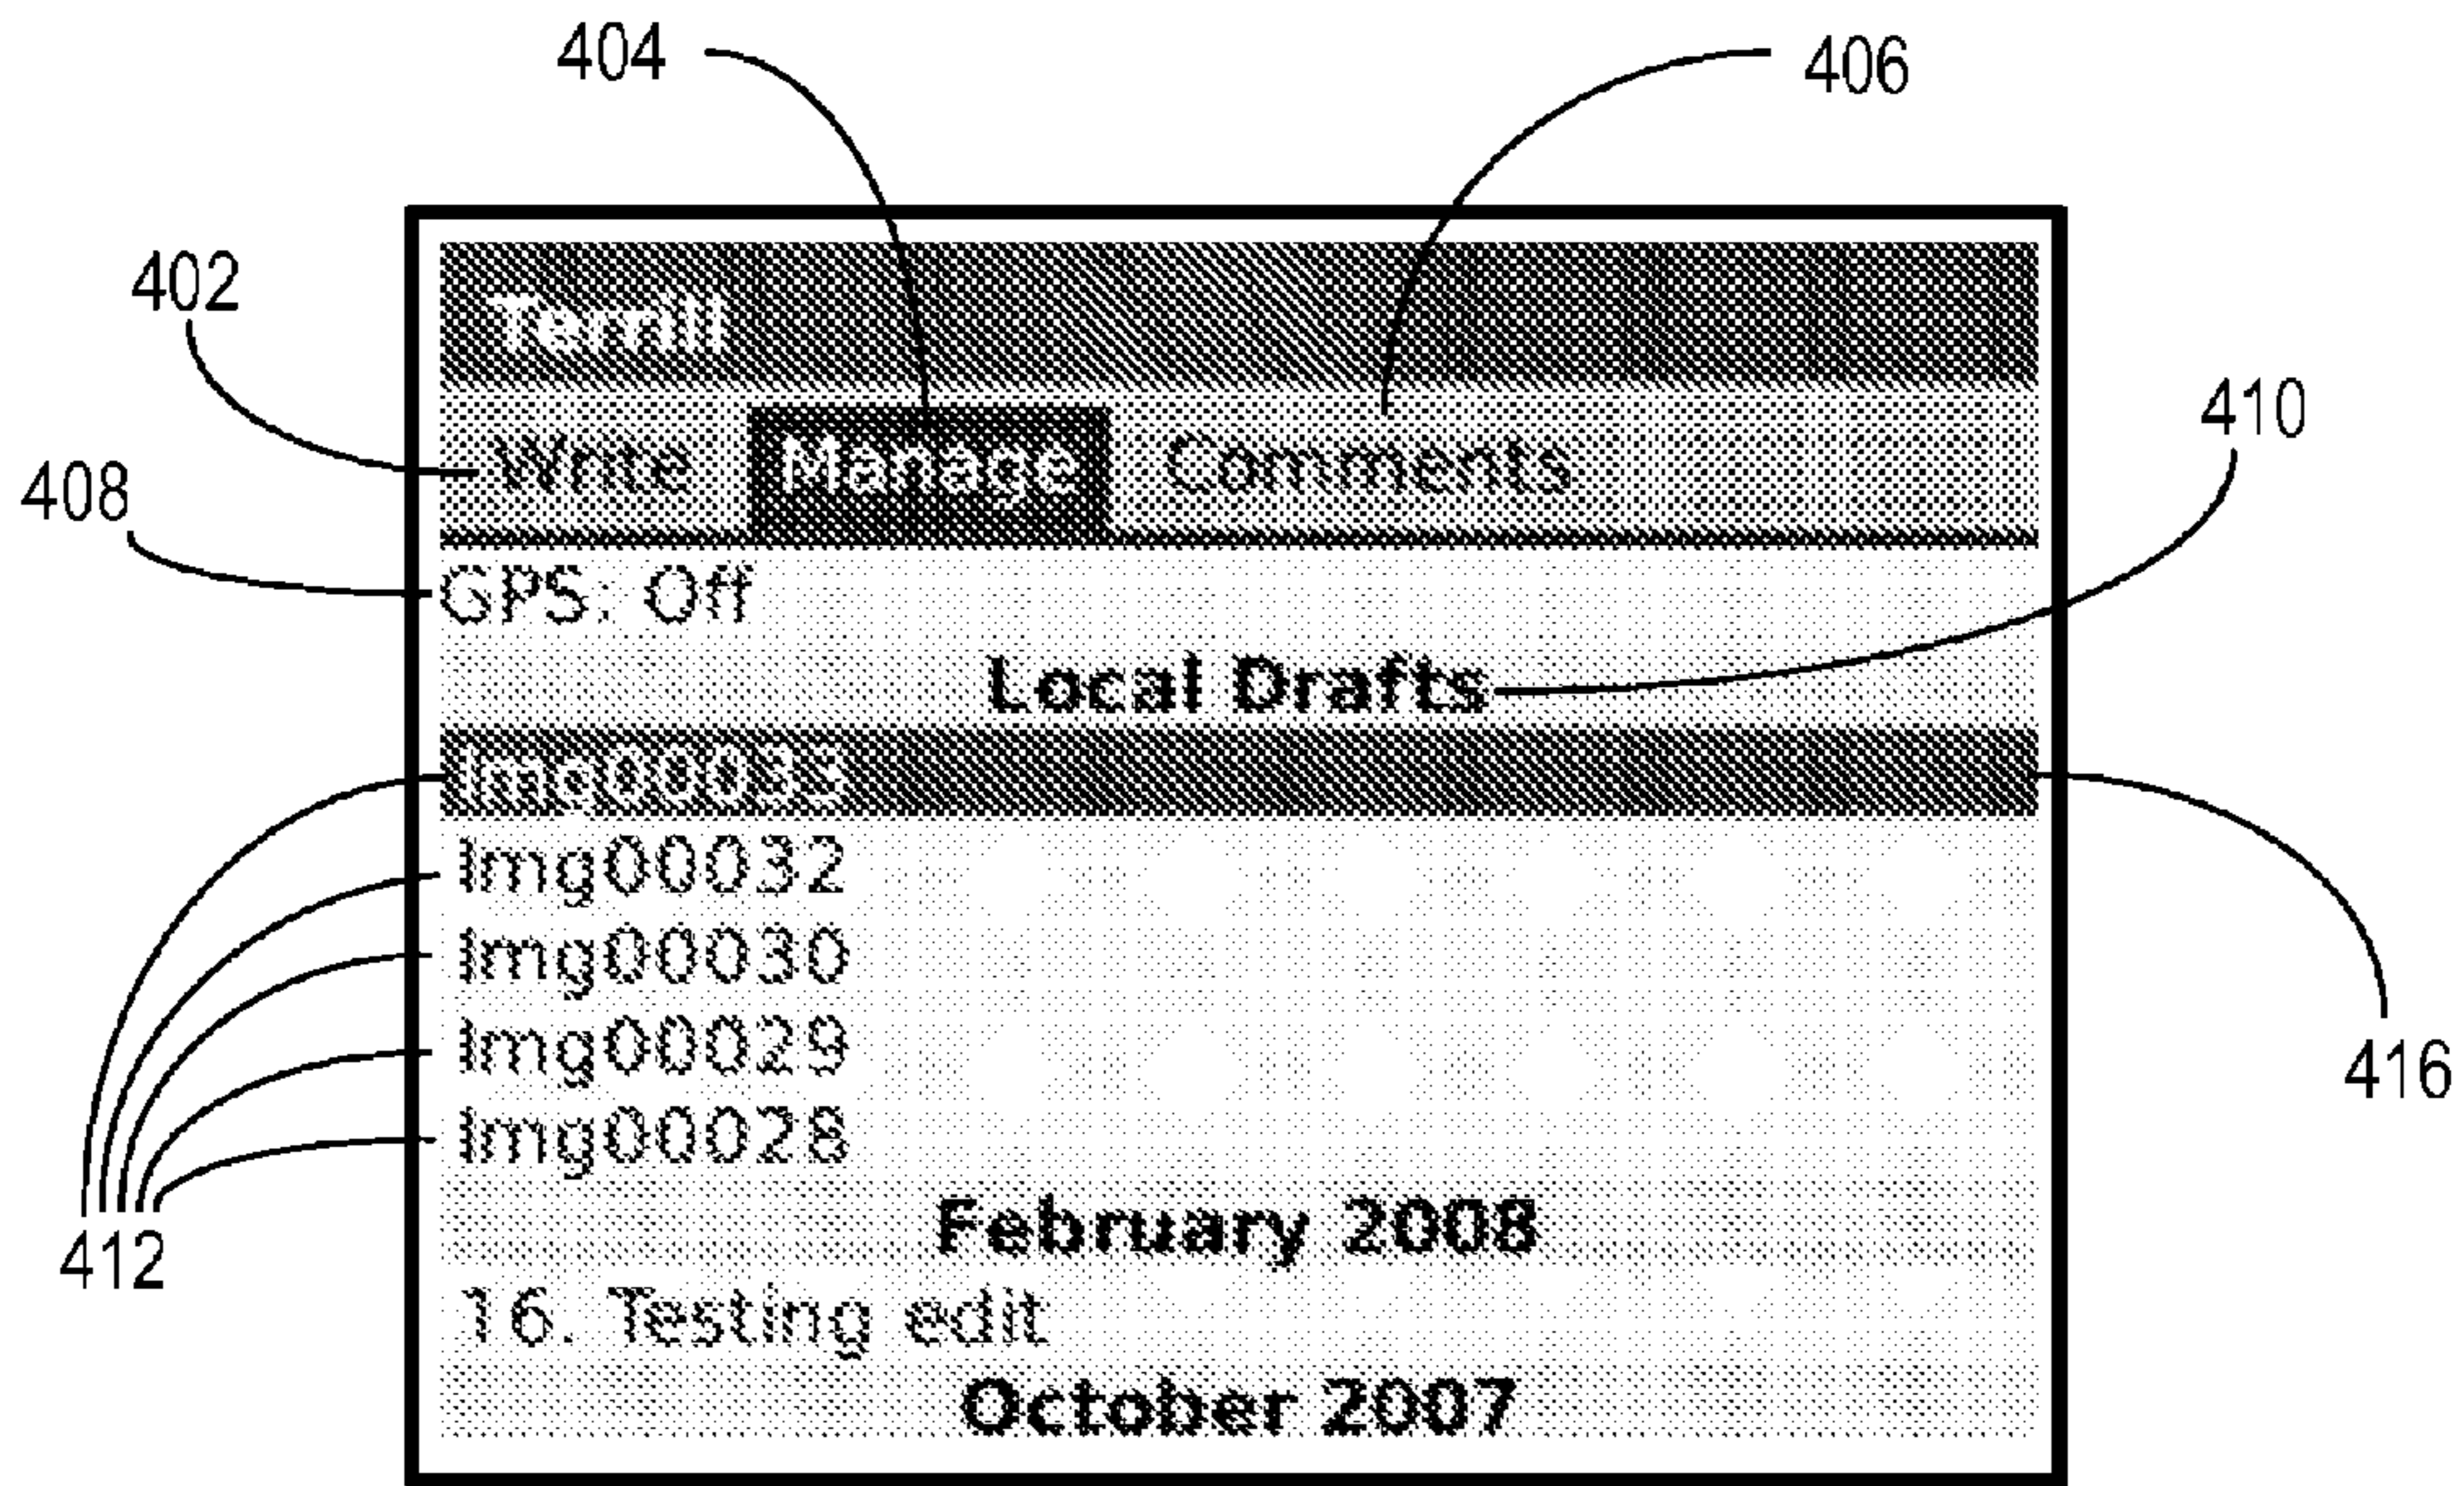 404
406
402
Terrill
410
Write Manage Comments
408
GPS: Off
Local Drafts
Img00033
Img00032
Img00030
Img00029
416
Img00028
February 2008
412
16. Testing edit
October 2007